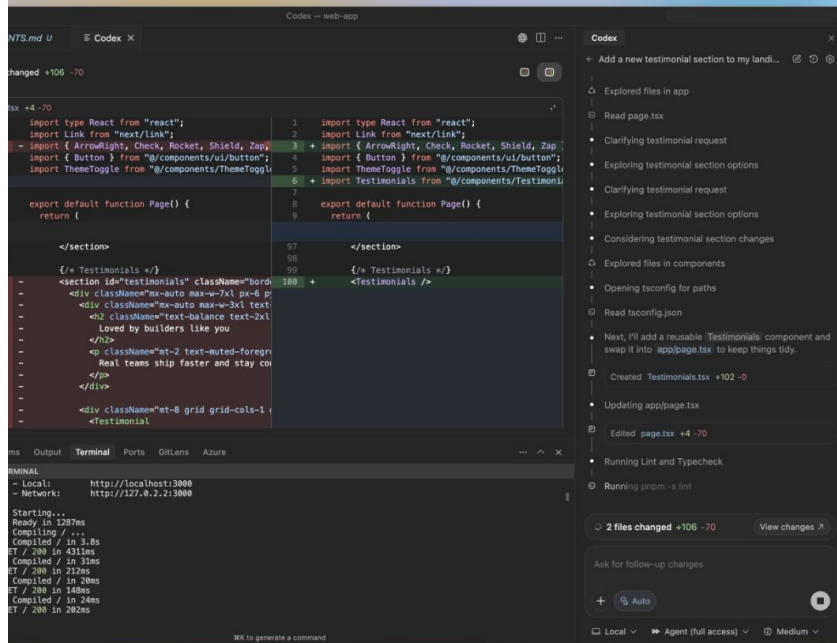 Codex — web-app
NTS.md U
Codex
changed +106 -70
tsx +4 -70
import type React from "react";
import Link from "next/link";
- import { ArrowRight, Check, Rocket, Shield, Zap,
import { Button } from "@/components/ui/button";
import ThemeToggle from "@/components/ThemeToggl
export default function Page() {
return (
</section>
{/* Testimonials */}
- <section id="testimonials" className="bord
- <div className="mx-auto max-w-7xl px-6 p
- <div className="mx-auto max-w-3xl text
- <h2 className="text-balance text-2xl
- Loved by builders like you
- </h2>
- <p className="mt-2 text-muted-foregr
- Real teams ship faster and stay co
- </p>
- </div>
-
- <div className="mt-8 grid grid-cols-1
- <Testimonial
1 import type React from "react";
2 import Link from "next/link";
3 + import { ArrowRight, Check, Rocket, Shield, Zap
4 import { Button } from "@/components/ui/button";
5 import ThemeToggle from "@/components/ThemeToggl
6 + import Testimonials from "@/components/Testimonia
7
8 export default function Page() {
9 return (
97 </section>
98
99 {/* Testimonials */}
100 + <Testimonials />
ms Output Terminal Ports GitLens Azure
RMINAL
- Local: http://localhost:3000
- Network: http://127.0.2.2:3000
Starting...
Ready in 1287ms
Compiling / ...
Compiled / in 3.8s
ET / 200 in 4311ms
Compiled / in 31ms
ET / 200 in 212ms
Compiled / in 20ms
ET / 200 in 148ms
Compiled / in 24ms
ET / 200 in 202ms
⌘K to generate a command
Codex
Add a new testimonial section to my landi...
Explored files in app
Read page.tsx
Clarifying testimonial request
Exploring testimonial section options
Clarifying testimonial request
Exploring testimonial section options
Considering testimonial section changes
Explored files in components
Opening tsconfig for paths
Read tsconfig.json
Next, I'll add a reusable Testimonials component and
swap it into app/page.tsx to keep things tidy.
Created Testimonials.tsx +102 -0
Updating app/page.tsx
Edited page.tsx +4 -70
Running Lint and Typecheck
Running pnpm -s lint
2 files changed +106 -70
View changes
Ask for follow-up changes
Auto
Local
Agent (full access)
Medium